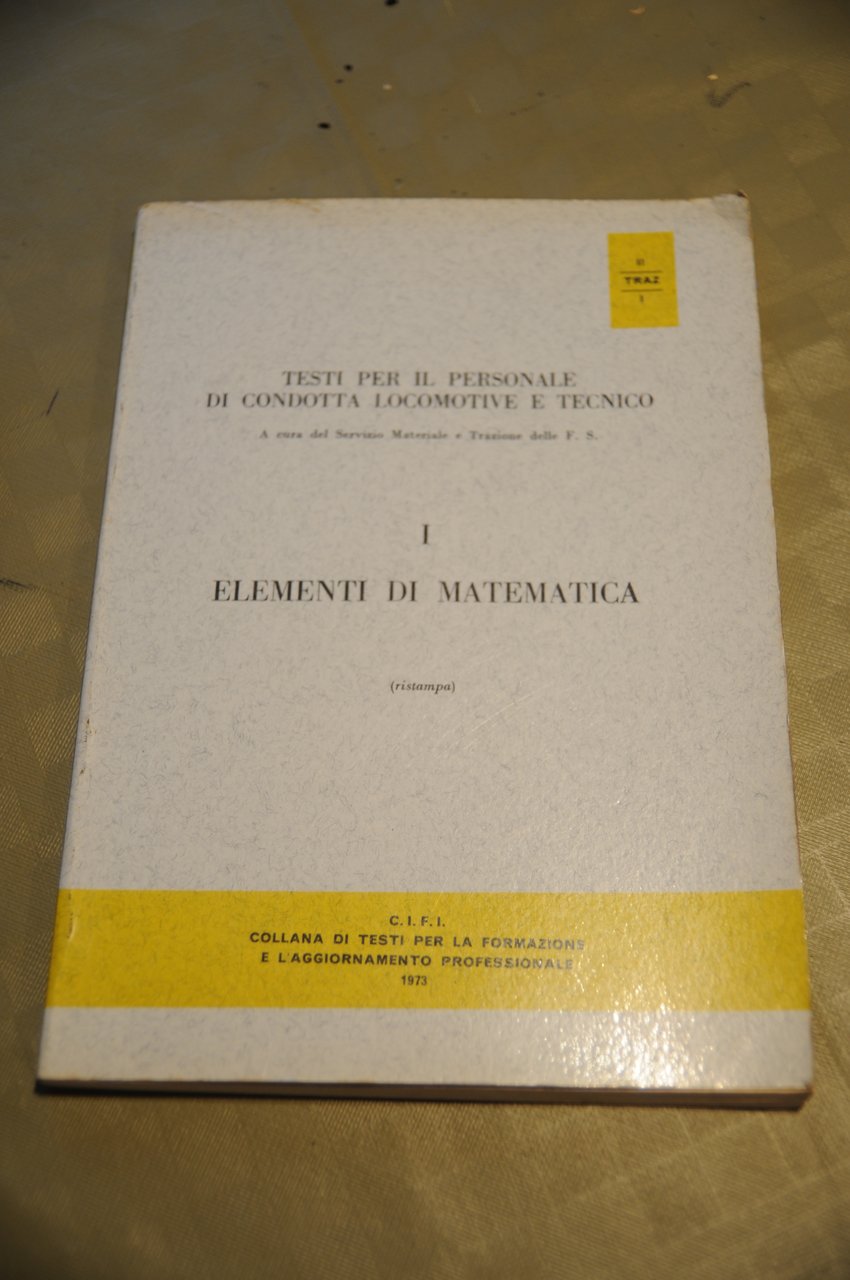 TRAZ
1
TESTI PER IL PERSONALE
DI CONDOTTA LOCOMOTIVE E TECNICO
A cura del Servizio Materiale e Trazione delle F. S.
I
ELEMENTI DI MATEMATICA
(ristampa)
C.I.F.I.
COLLANA DI TESTI PER LA FORMAZIONE
E L'AGGIORNAMENTO PROFESSIONALE
1973